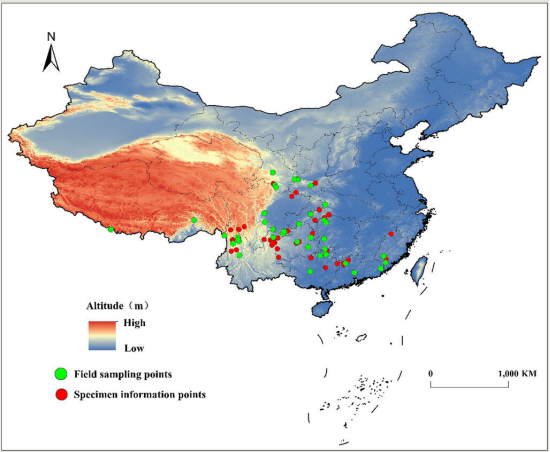 N
Altitude（m）
High
Low
Field sampling points
Specimen information points
0 1,000 KM